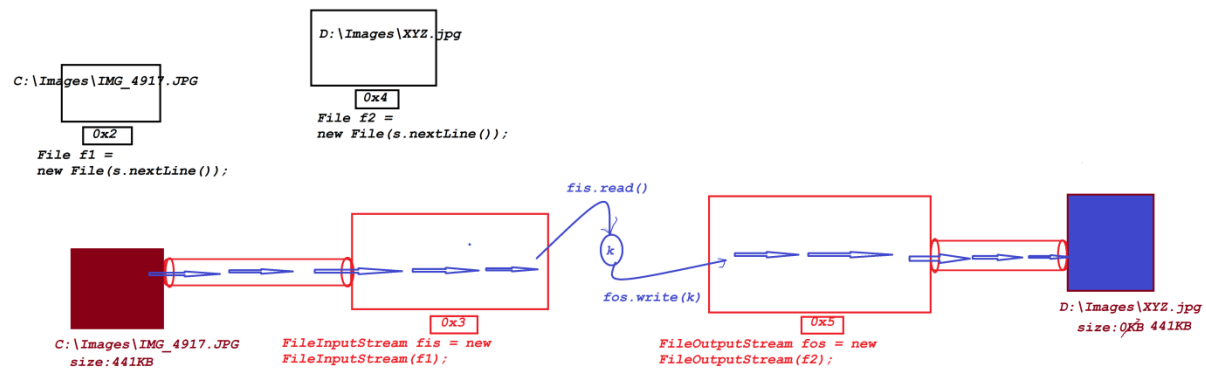 D:\Images\XYZ.jpg
0x4
File f2 =
new File(s.nextLine());
C:\Images\IMG_4917.JPG
0x2
File f1 =
new File(s.nextLine());
fis.read()
k
fos.write(k)
C:\Images\IMG_4917.JPG
size:441KB
0x3
FileInputStream fis = new
FileInputStream(f1);
0x5
FileOutputStream fos = new
FileOutputStream(f2);
D:\Images\XYZ.jpg
size:0KB 441KB